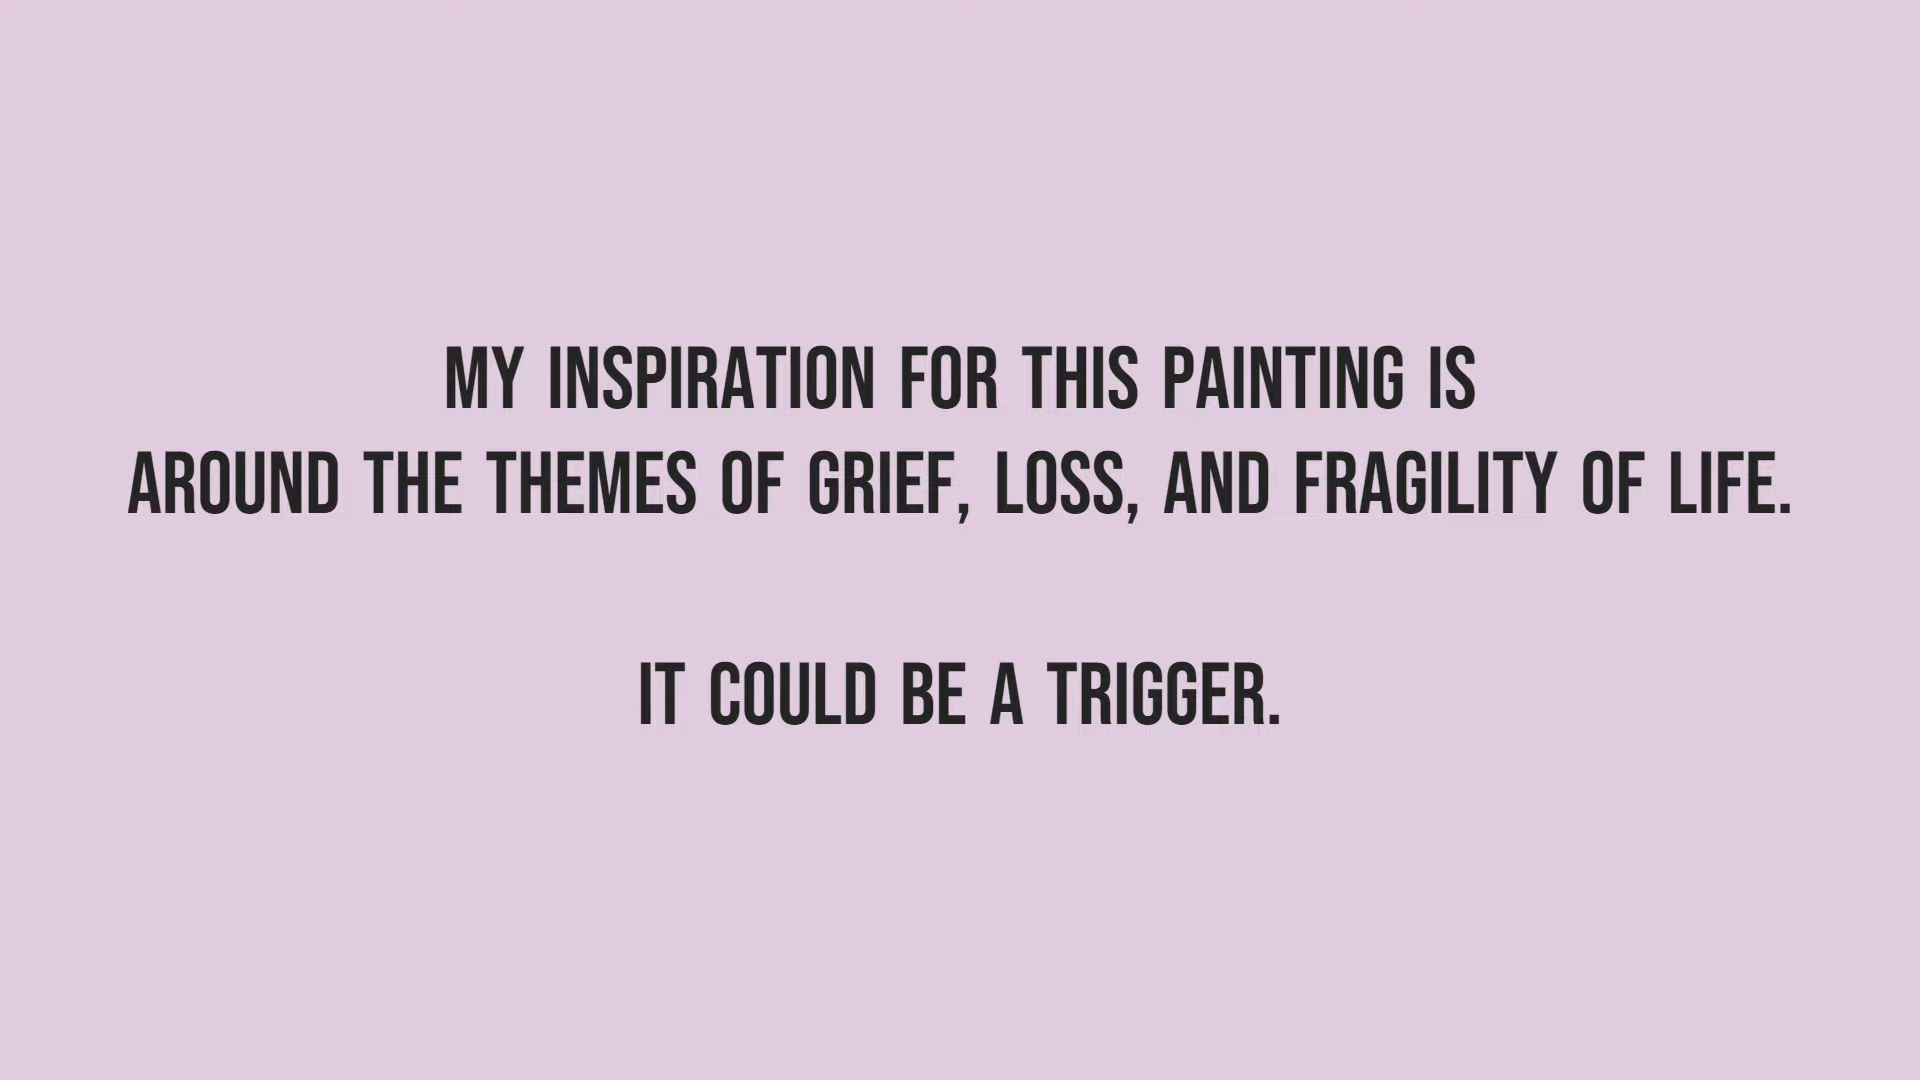 MY INSPIRATION FOR THIS PAINTING IS
AROUND THE THEMES OF GRIEF, LOSS, AND FRAGILITY OF LIFE.
IT COULD BE A TRIGGER.